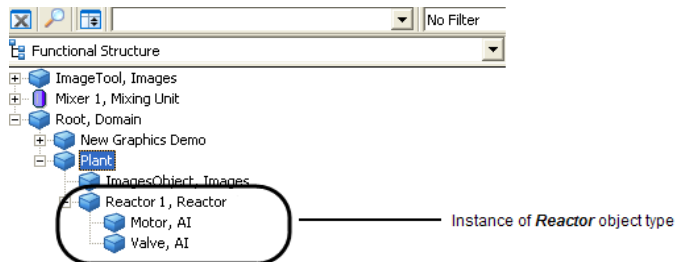 No Filter
Functional Structure
ImageTool, Images
Mixer 1, Mixing Unit
Root, Domain
New Graphics Demo
Plant
ImagesObject, Images
Reactor 1, Reactor
Motor, AI
Valve, AI
Instance of Reactor object type